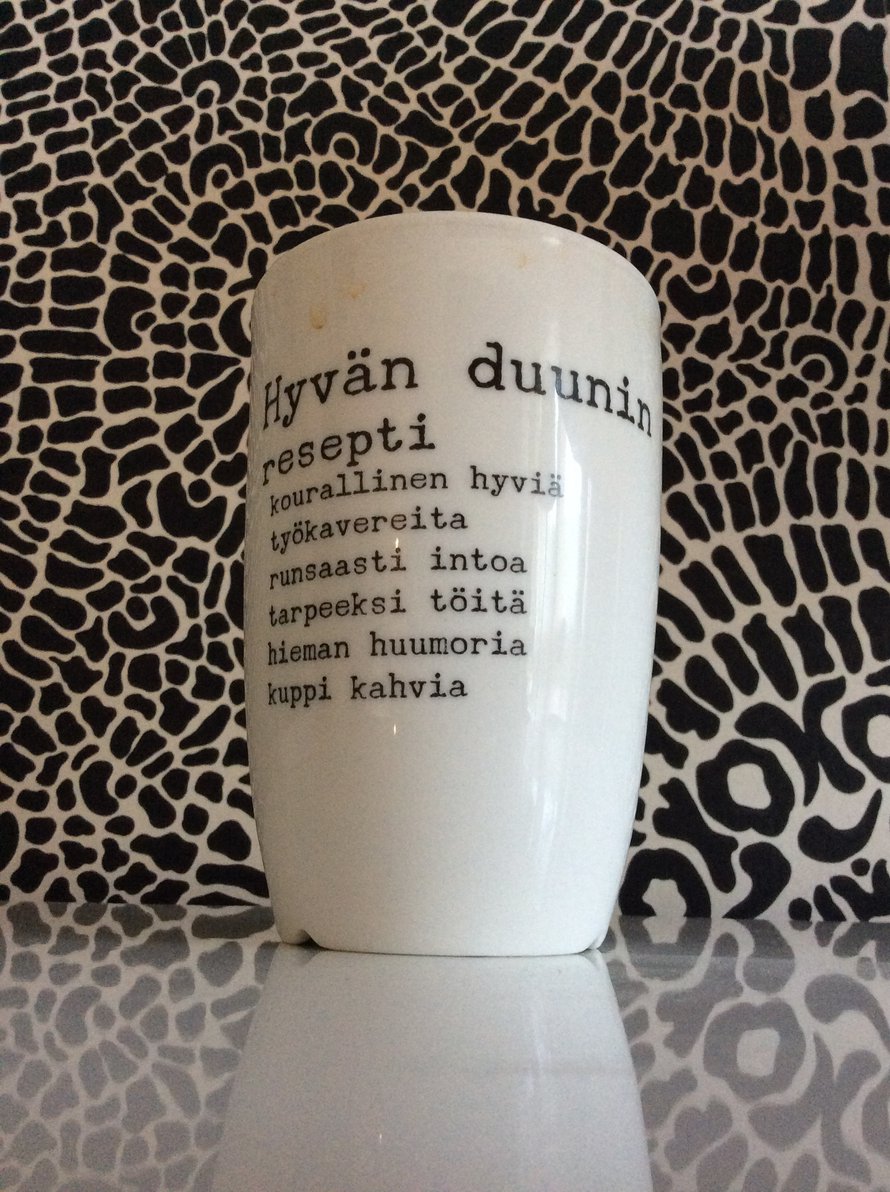 Hyvän duunin
resepti
kourallinen hyviä
työkavereita
runsaasti intoa
tarpeeksi töitä
hieman huumoria
kuppi kahvia